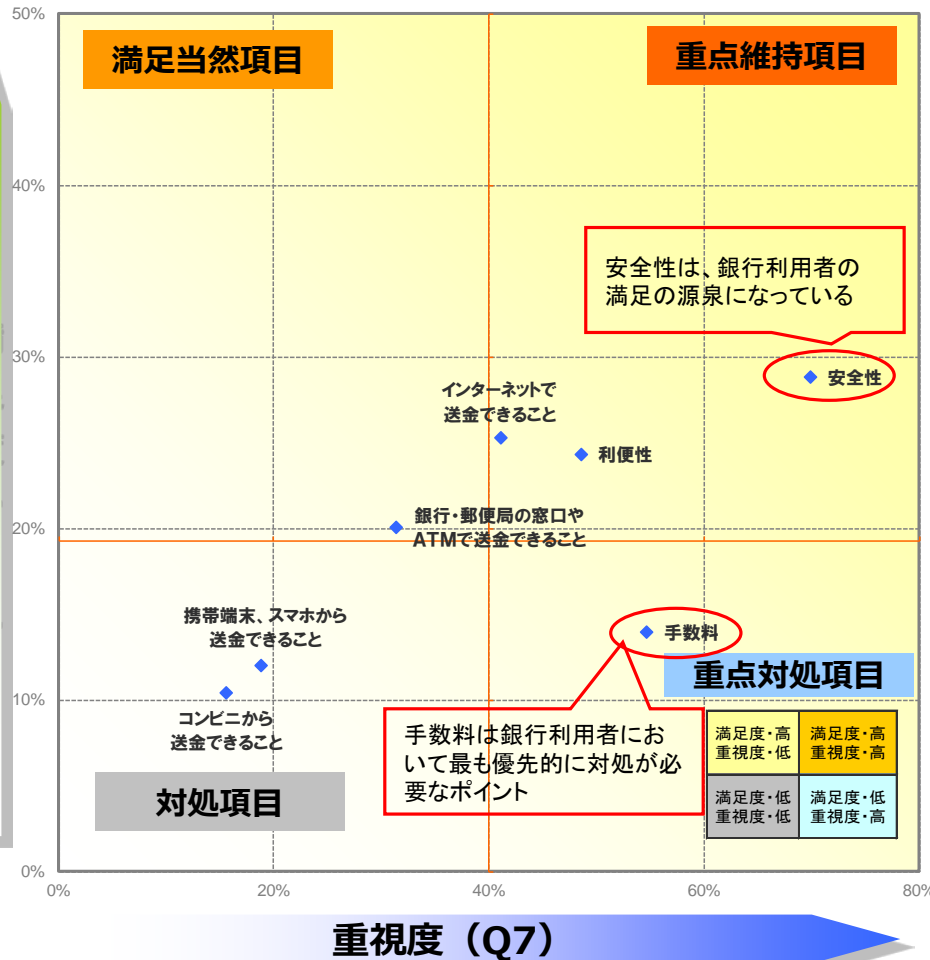 50%
満足当然項目
重点維持項目
40%
安全性は、銀行利用者の
満足の源泉になっている
30%
インターネットで
送金できること
安全性
利便性
銀行・郵便局の窓口や
ATMで送金できること
20%
携帯端末、スマホから
送金できること
手数料
重点対処項目
10%
コンビニから
送金できること
手数料は銀行利用者にお
いて最も優先的に対処が必
要なポイント
満足度・高
重視度・低
満足度・高
重視度・高
満足度・低
重視度・低
満足度・低
重視度・高
対処項目
0%
0%
20%
40%
60%
80%
重視度（Q7）